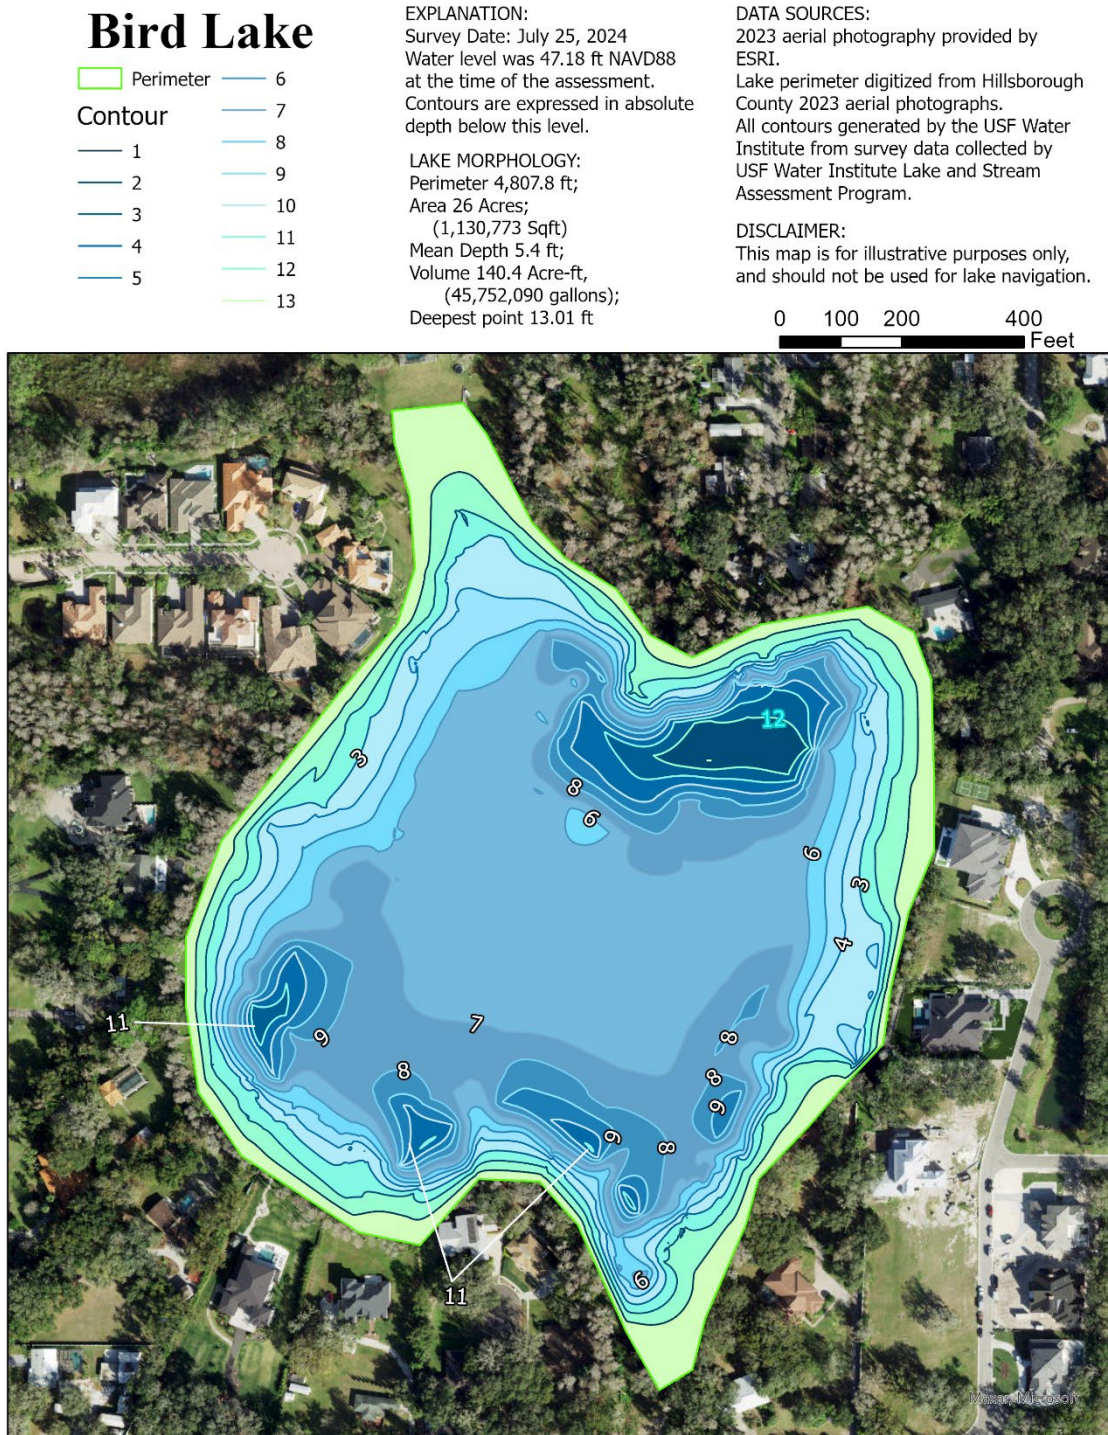 Bird Lake
Perimeter
Contour
1
2
3
4
5
6
7
8
9
10
11
12
13
EXPLANATION:
Survey Date: July 25, 2024
Water level was 47.18 ft NAVD88
at the time of the assessment.
Contours are expressed in absolute
depth below this level.
LAKE MORPHOLOGY:
Perimeter 4,807.8 ft;
Area 26 Acres;
(1,130,773 Sqft)
Mean Depth 5.4 ft;
Volume 140.4 Acre-ft,
(45,752,090 gallons);
Deepest point 13.01 ft
DATA SOURCES:
2023 aerial photography provided by
ESRI.
Lake perimeter digitized from Hillsborough
County 2023 aerial photographs.
All contours generated by the USF Water
Institute from survey data collected by
USF Water Institute Lake and Stream
Assessment Program.
DISCLAIMER:
This map is for illustrative purposes only,
and should not be used for lake navigation.
0 100 200 400
Feet
12
3
8
6
6
3
4
11
9
7
8
8
8
9
9
8
6
11
Maxar, Microsoft